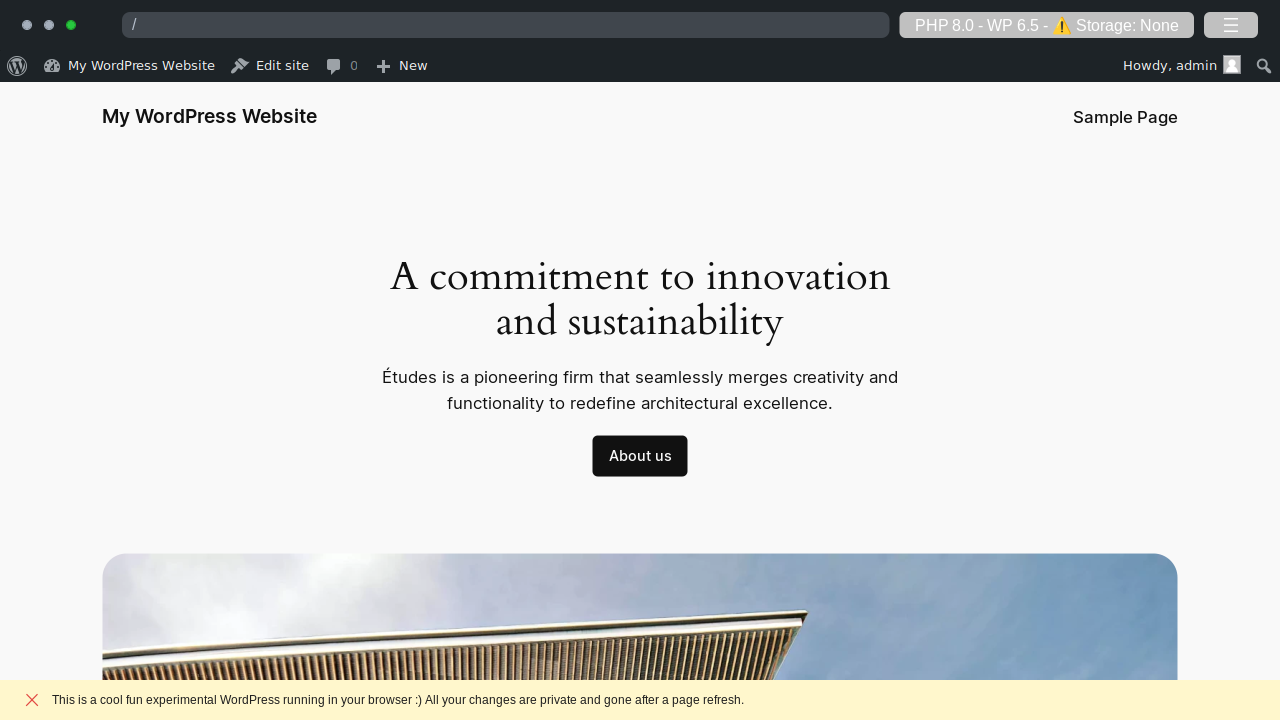 /
PHP 8.0 - WP 6.5 - ⚠️ Storage: None
My WordPress Website
Edit site
0
New
Howdy, admin
My WordPress Website
Sample Page
A commitment to innovation
and sustainability
Études is a pioneering firm that seamlessly merges creativity and
functionality to redefine architectural excellence.
About us
This is a cool fun experimental WordPress running in your browser :) All your changes are private and gone after a page refresh.